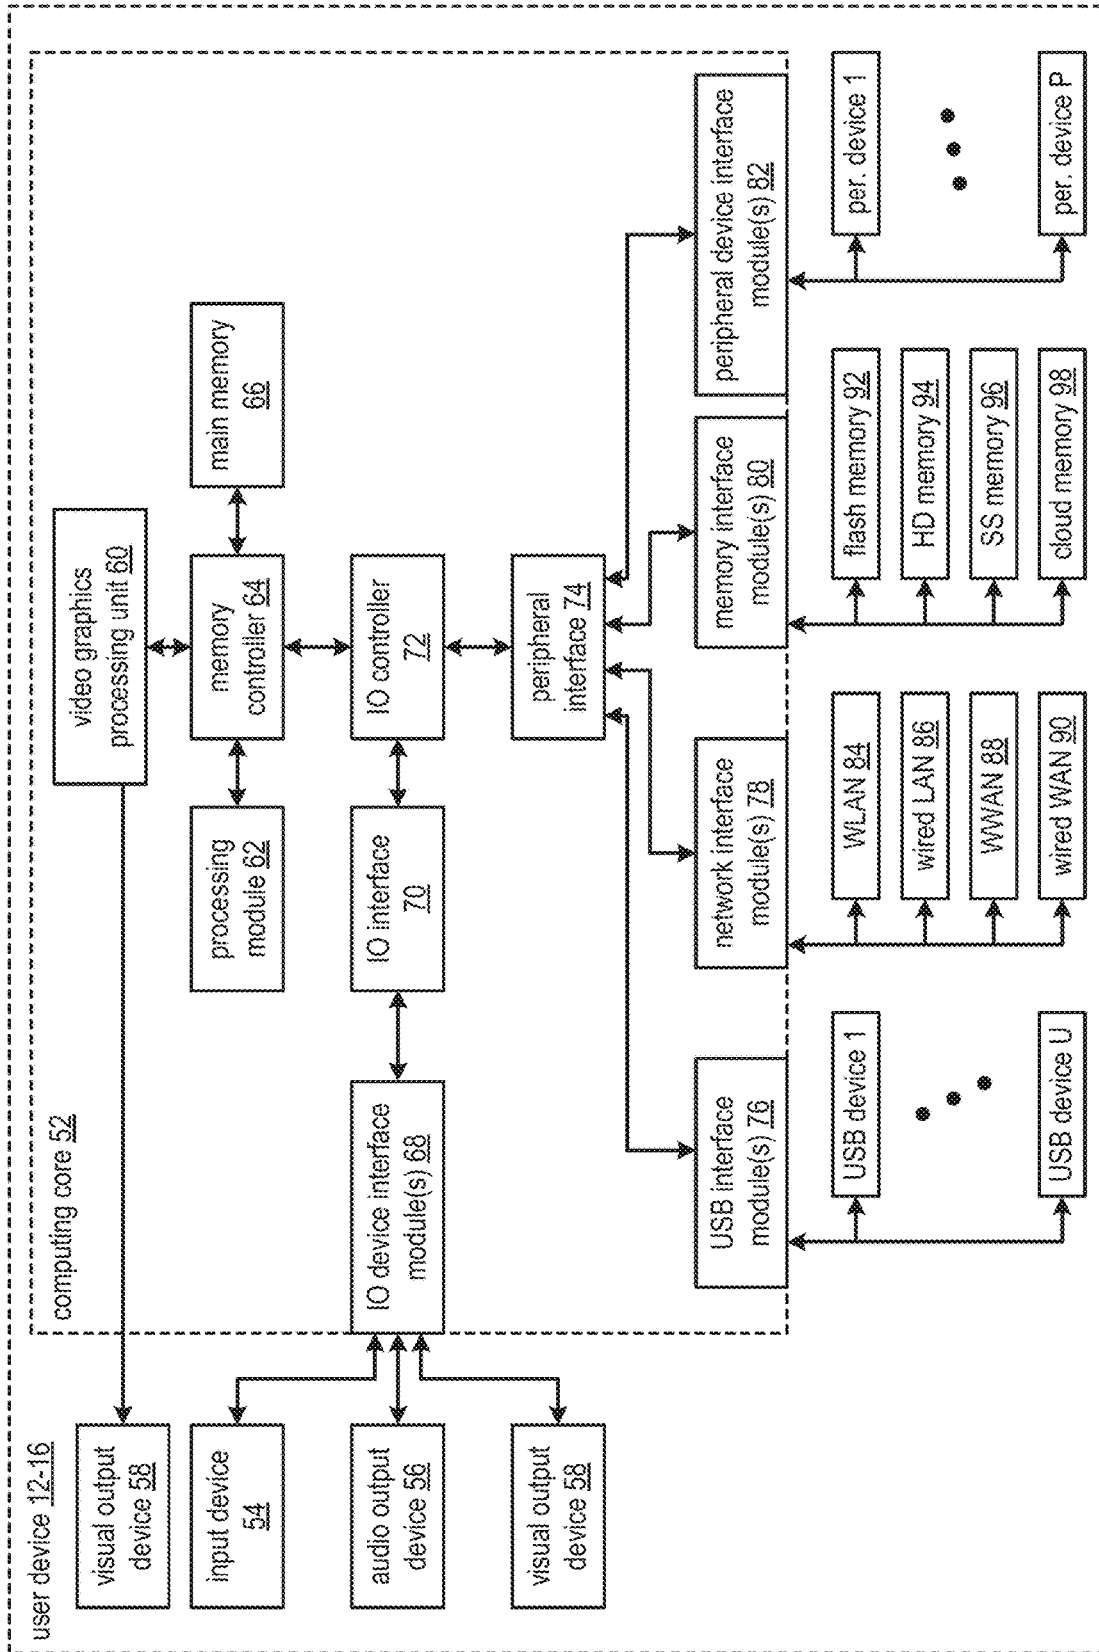 user device 12-16
computing core 52
visual output
device 58
video graphics
processing unit 60
input device
54
processing
module 62
memory
controller 64
main memory
66
audio output
device 56
IO device interface
module(s) 68
IO interface
70
IO controller
72
visual output
device 58
peripheral
interface 74
USB interface
module(s) 76
network interface
module(s) 78
memory interface
module(s) 80
peripheral device interface
module(s) 82
USB device 1
USB device U
WLAN 84
wired LAN 86
WWAN 88
wired WAN 90
flash memory 92
HD memory 94
SS memory 96
cloud memory 98
per. device 1
per. device P